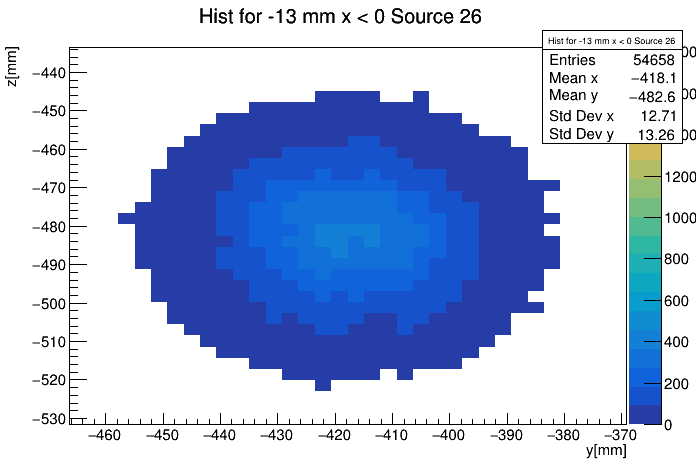 Hist for -13 mm x < 0 Source 26
z[mm]
Hist for -13 mm x < 0 Source 26
Entries 54658
Mean x −418.1
Mean y −482.6
Std Dev x 12.71
Std Dev y 13.26
−440
−450
−460
−470
−480
−490
−500
−510
−520
−530
−460 −450 −440 −430 −420 −410 −400 −390 −380 −370
y[mm]
1200
1000
800
600
400
200
0